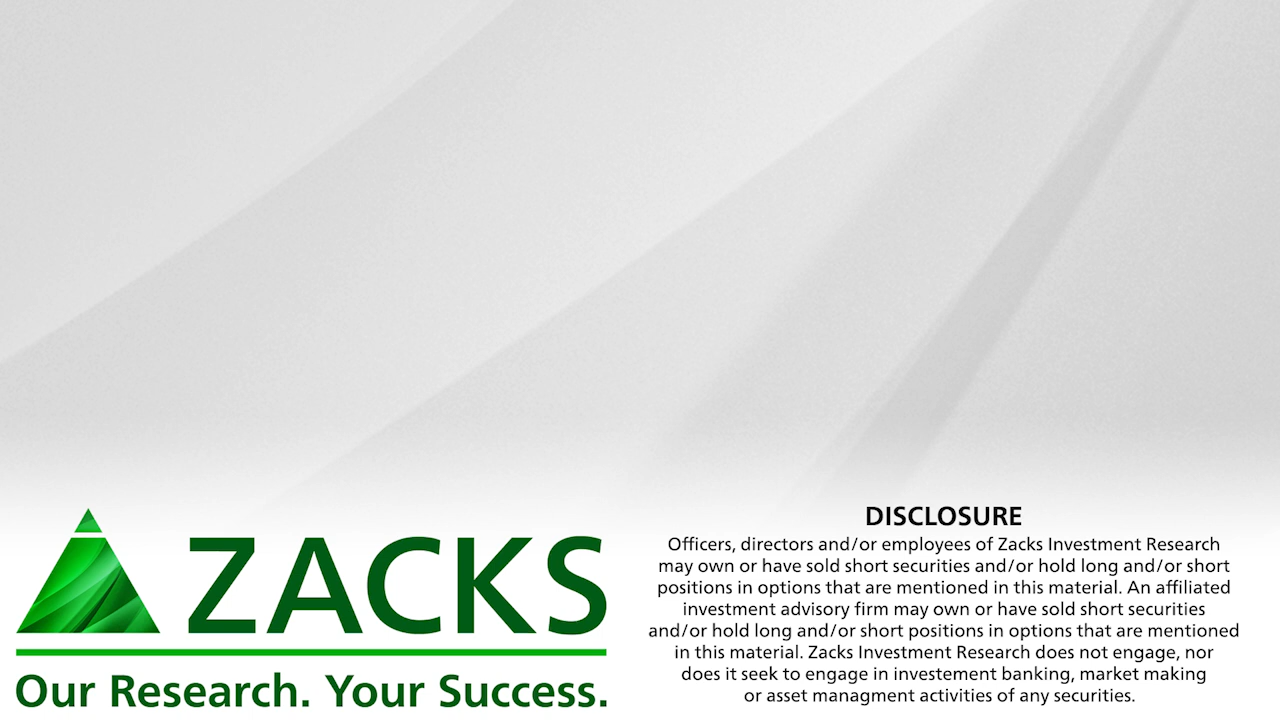 ZACKS
Our Research. Your Success.
DISCLOSURE
Officers, directors and/or employees of Zacks Investment Research
may own or have sold short securities and/or hold long and/or short
positions in options that are mentioned in this material. An affiliated
investment advisory firm may own or have sold short securities
and/or hold long and/or short positions in options that are mentioned
in this material. Zacks Investment Research does not engage, nor
does it seek to engage in investement banking, market making
or asset managment activities of any securities.